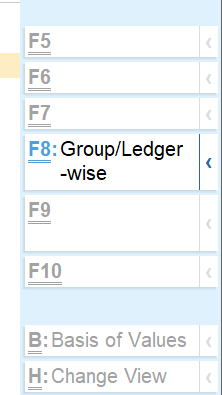 F5
F6
F7
F8: Group/Ledger
-wise
F9
F10
B: Basis of Values
H: Change View